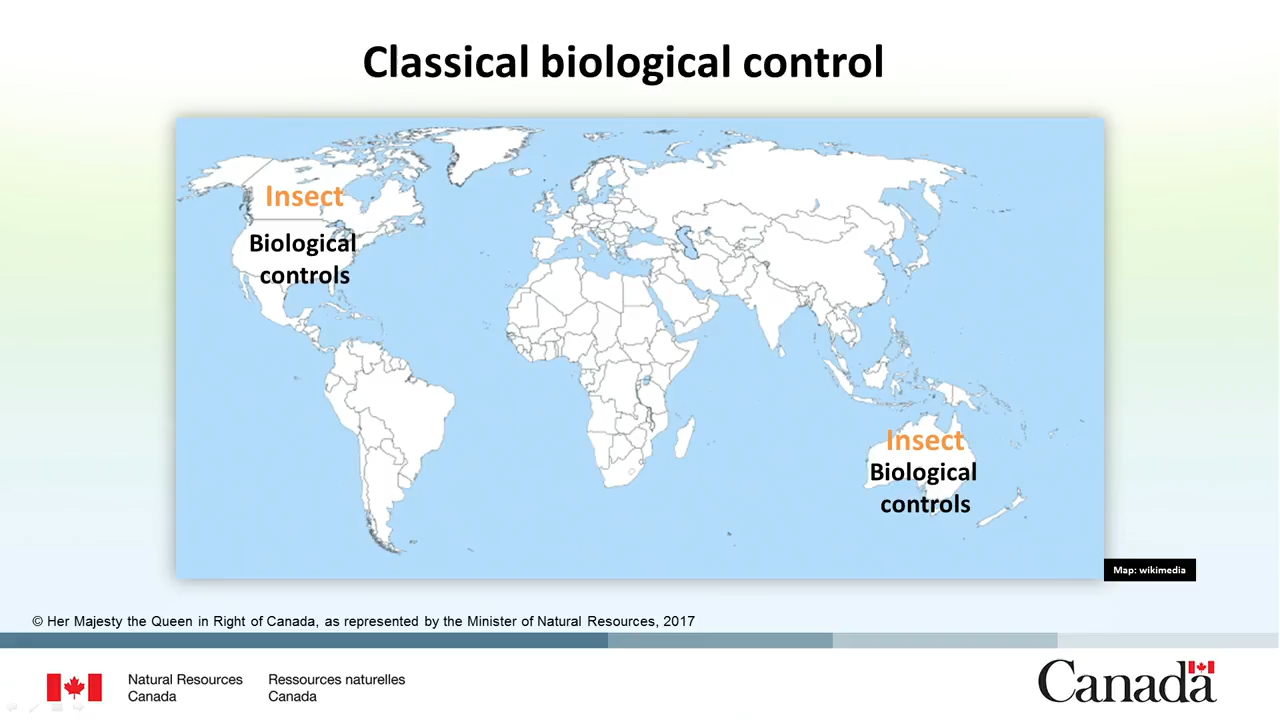 Classical biological control
Insect
Biological
controls
Insect
Biological
controls
Map: wikimedia
© Her Majesty the Queen in Right of Canada, as represented by the Minister of Natural Resources, 2017
Natural Resources
Canada
Ressources naturelles
Canada
Canada